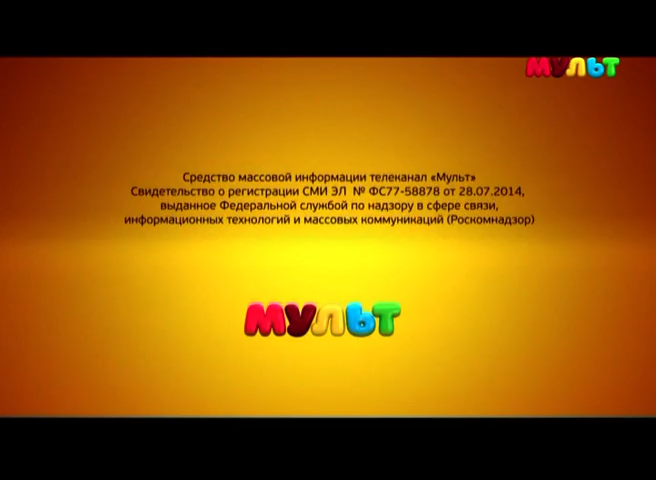 МУЛЬТ
Средство массовой информации телеканал «Мульт»
Свидетельство о регистрации СМИ ЭЛ № ФС77-58878 от 28.07.2014,
выданное Федеральной службой по надзору в сфере связи,
информационных технологий и массовых коммуникаций (Роскомнадзор)
МУЛЬТ